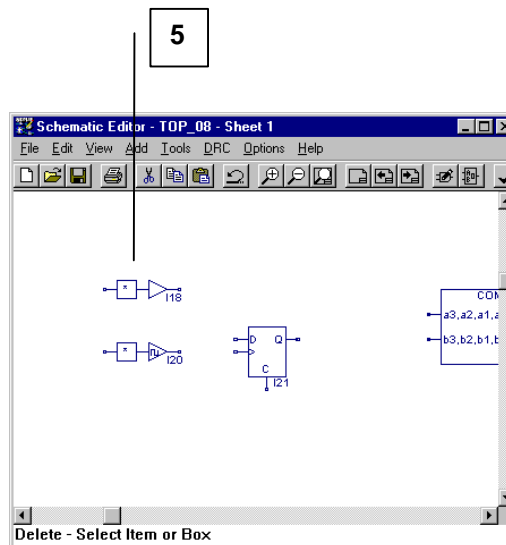 5
Schematic Editor - TOP_08 - Sheet 1
File Edit View Add Tools DRC Options Help
I18
I20
D Q
C
I21
a3,a2,a1,
b3,b2,b1,
Delete - Select Item or Box